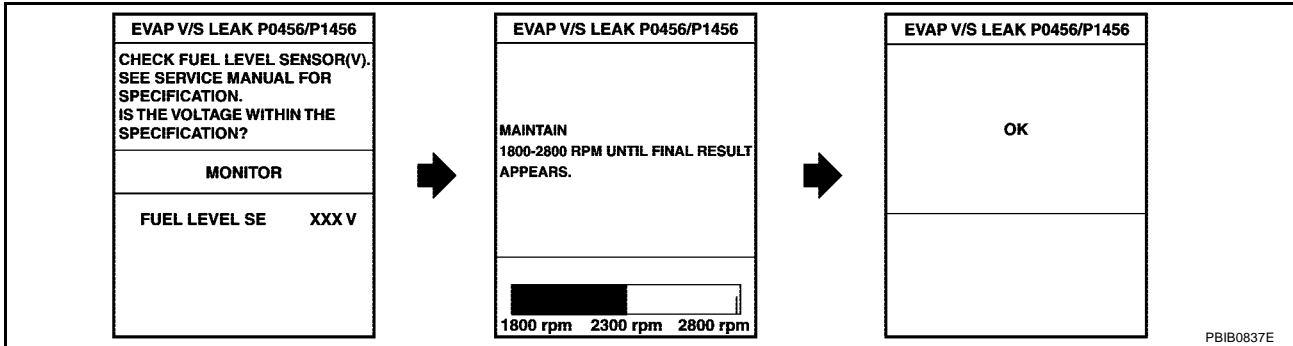 EVAP V/S LEAK P0456/P1456
CHECK FUEL LEVEL SENSOR(V).
SEE SERVICE MANUAL FOR
SPECIFICATION.
IS THE VOLTAGE WITHIN THE
SPECIFICATION?
MONITOR
FUEL LEVEL SE XXX V
EVAP V/S LEAK P0456/P1456
MAINTAIN
1800-2800 RPM UNTIL FINAL RESULT
APPEARS.
1800 rpm 2300 rpm 2800 rpm
EVAP V/S LEAK P0456/P1456
OK
PBIB0837E